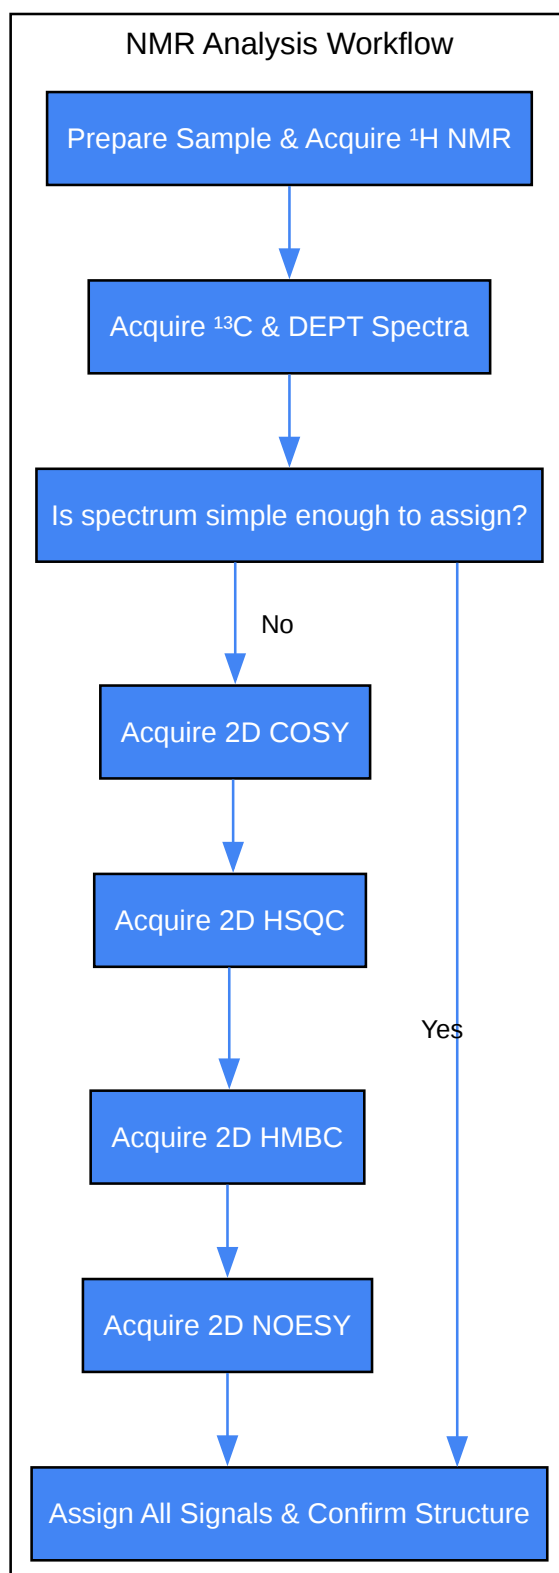 NMR Analysis Workflow
Prepare Sample & Acquire ¹H NMR
Acquire ¹³C & DEPT Spectra
Is spectrum simple enough to assign?
No
Acquire 2D COSY
Acquire 2D HSQC
Yes
Acquire 2D HMBC
Acquire 2D NOESY
Assign All Signals & Confirm Structure